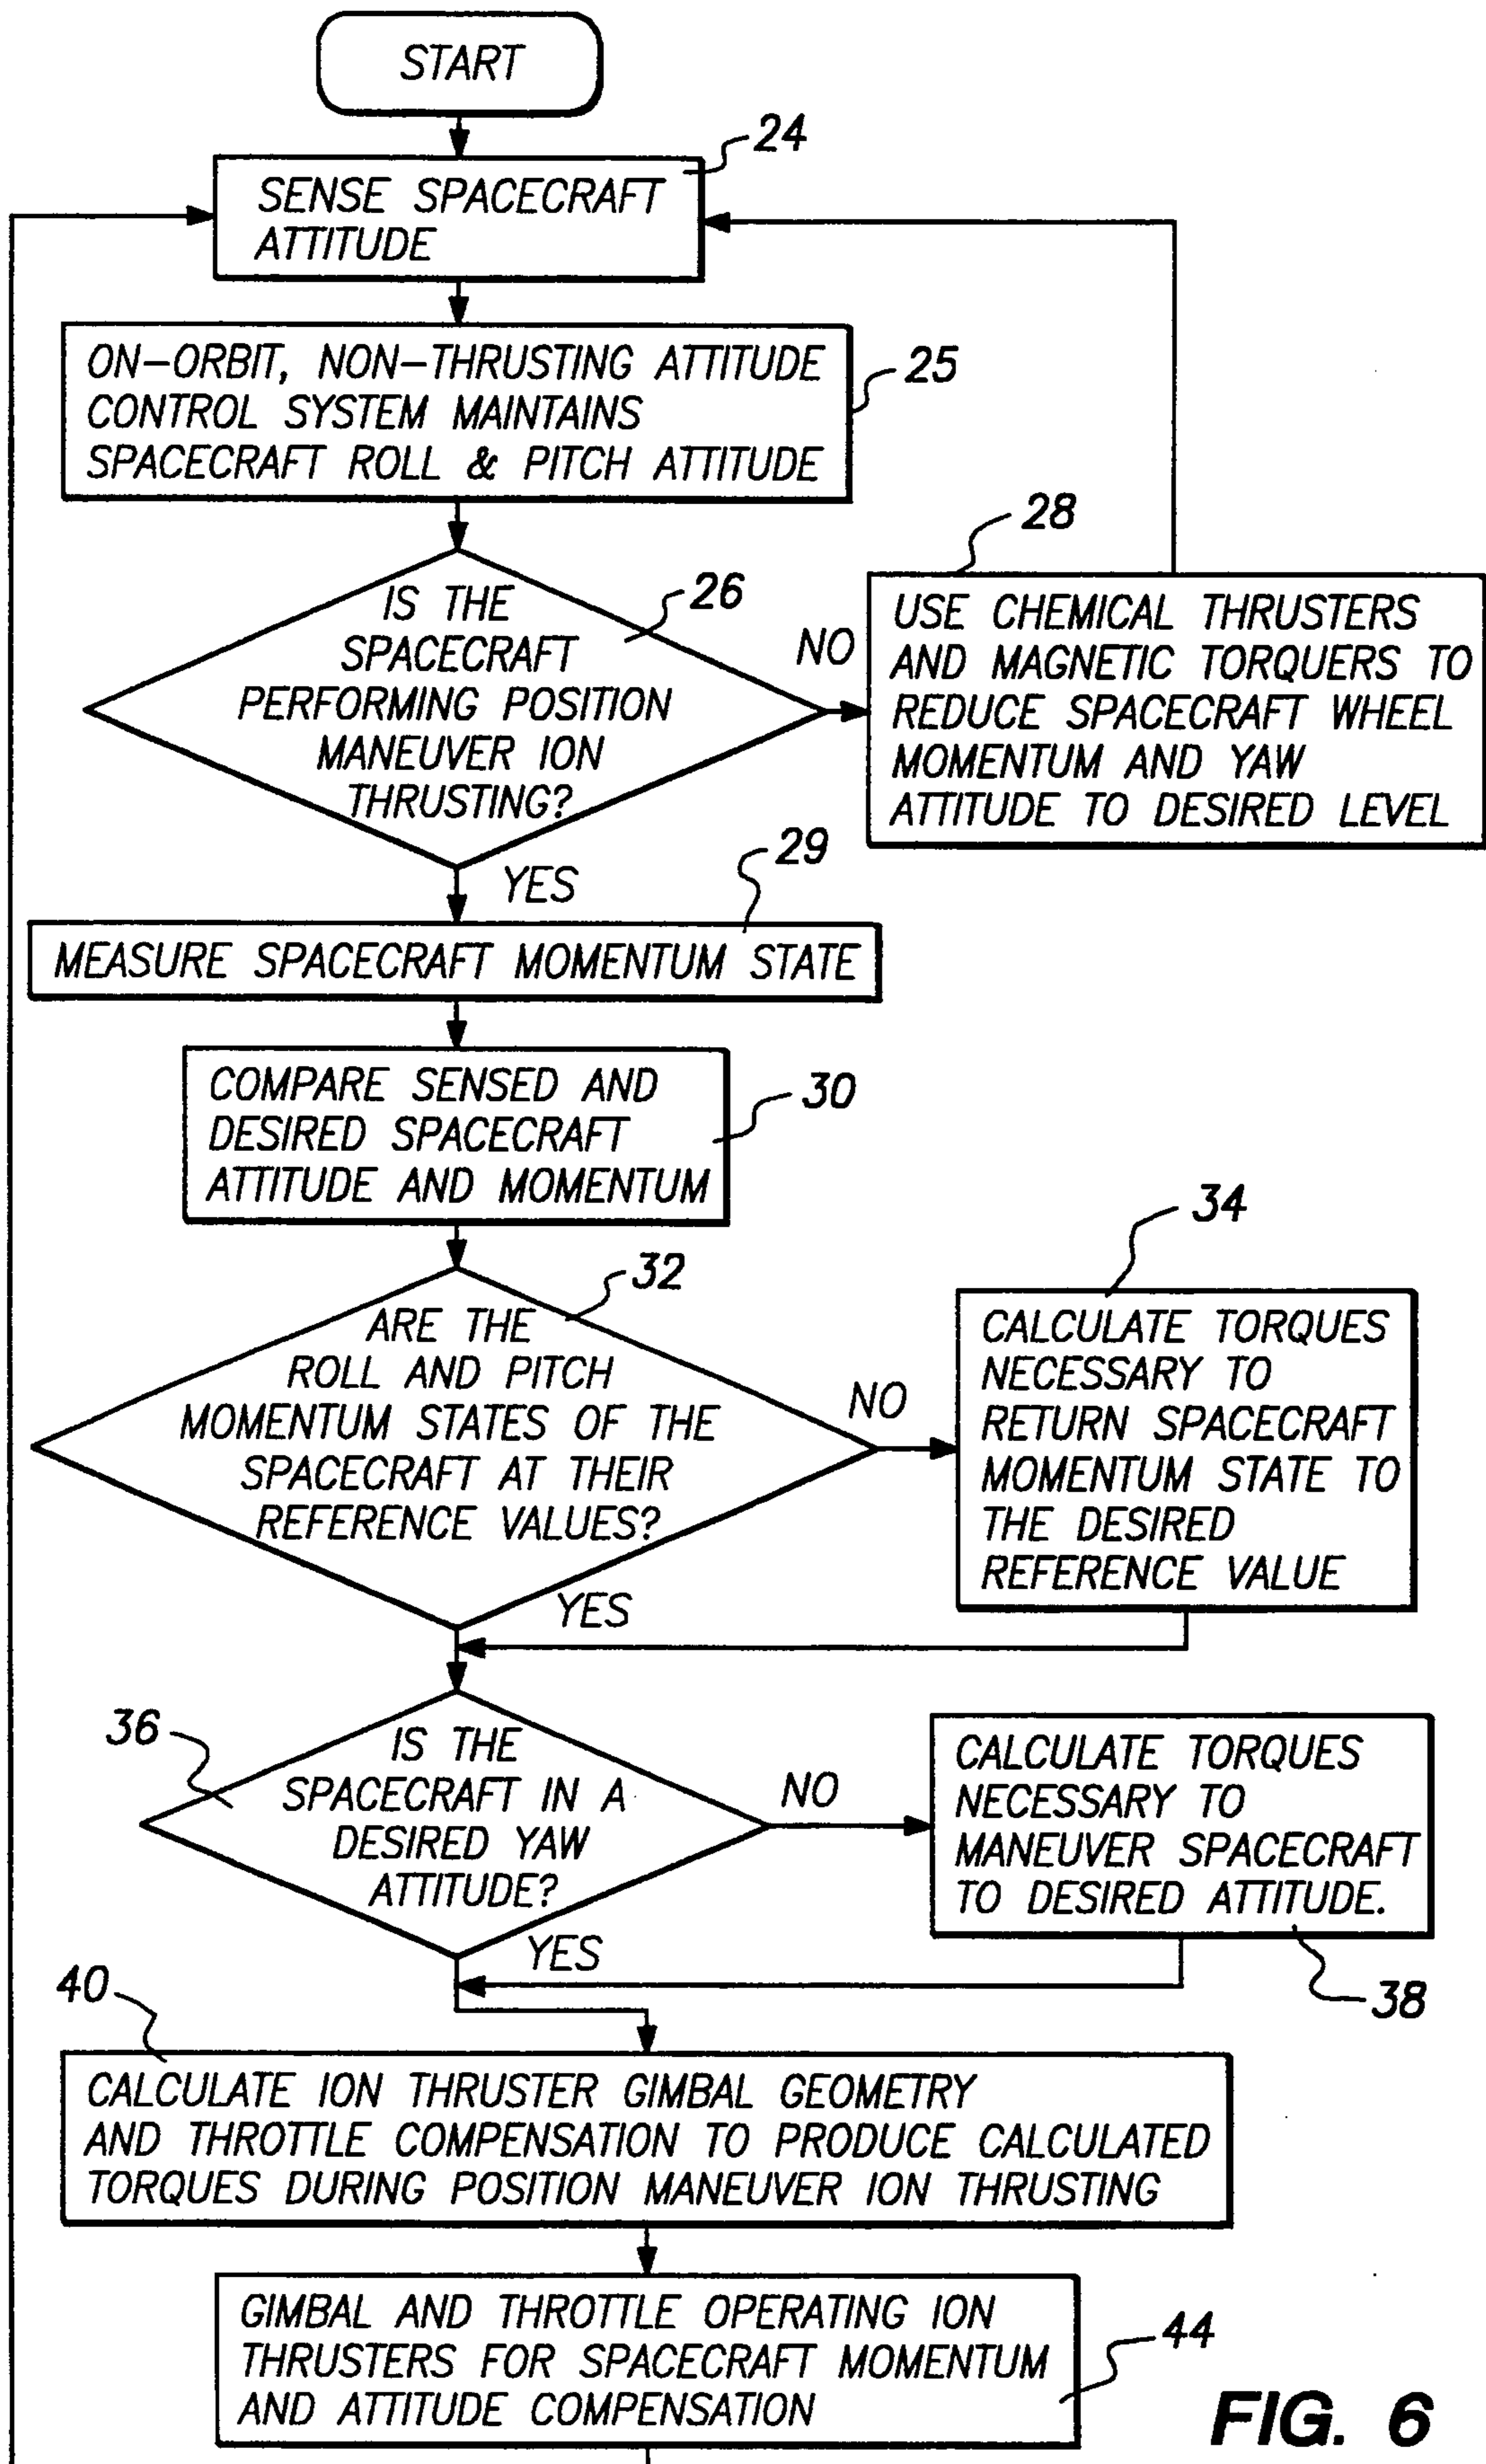 START
24
SENSE SPACECRAFT
ATTITUDE
ON-ORBIT, NON-THRUSTING ATTITUDE
CONTROL SYSTEM MAINTAINS
SPACECRAFT ROLL & PITCH ATTITUDE
25
26
IS THE
SPACECRAFT
PERFORMING POSITION
MANEUVER ION
THRUSTING?
NO
28
USE CHEMICAL THRUSTERS
AND MAGNETIC TORQUERS TO
REDUCE SPACECRAFT WHEEL
MOMENTUM AND YAW
ATTITUDE TO DESIRED LEVEL
YES
29
MEASURE SPACECRAFT MOMENTUM STATE
COMPARE SENSED AND
DESIRED SPACECRAFT
ATTITUDE AND MOMENTUM
30
32
ARE THE
ROLL AND PITCH
MOMENTUM STATES OF THE
SPACECRAFT AT THEIR
REFERENCE VALUES?
NO
34
CALCULATE TORQUES
NECESSARY TO
RETURN SPACECRAFT
MOMENTUM STATE TO
THE DESIRED
REFERENCE VALUE
YES
36
IS THE
SPACECRAFT IN A
DESIRED YAW
ATTITUDE?
NO
CALCULATE TORQUES
NECESSARY TO
MANEUVER SPACECRAFT
TO DESIRED ATTITUDE.
38
YES
40
CALCULATE ION THRUSTER GIMBAL GEOMETRY
AND THROTTLE COMPENSATION TO PRODUCE CALCULATED
TORQUES DURING POSITION MANEUVER ION THRUSTING
GIMBAL AND THROTTLE OPERATING ION
THRUSTERS FOR SPACECRAFT MOMENTUM
AND ATTITUDE COMPENSATION
44
FIG. 6